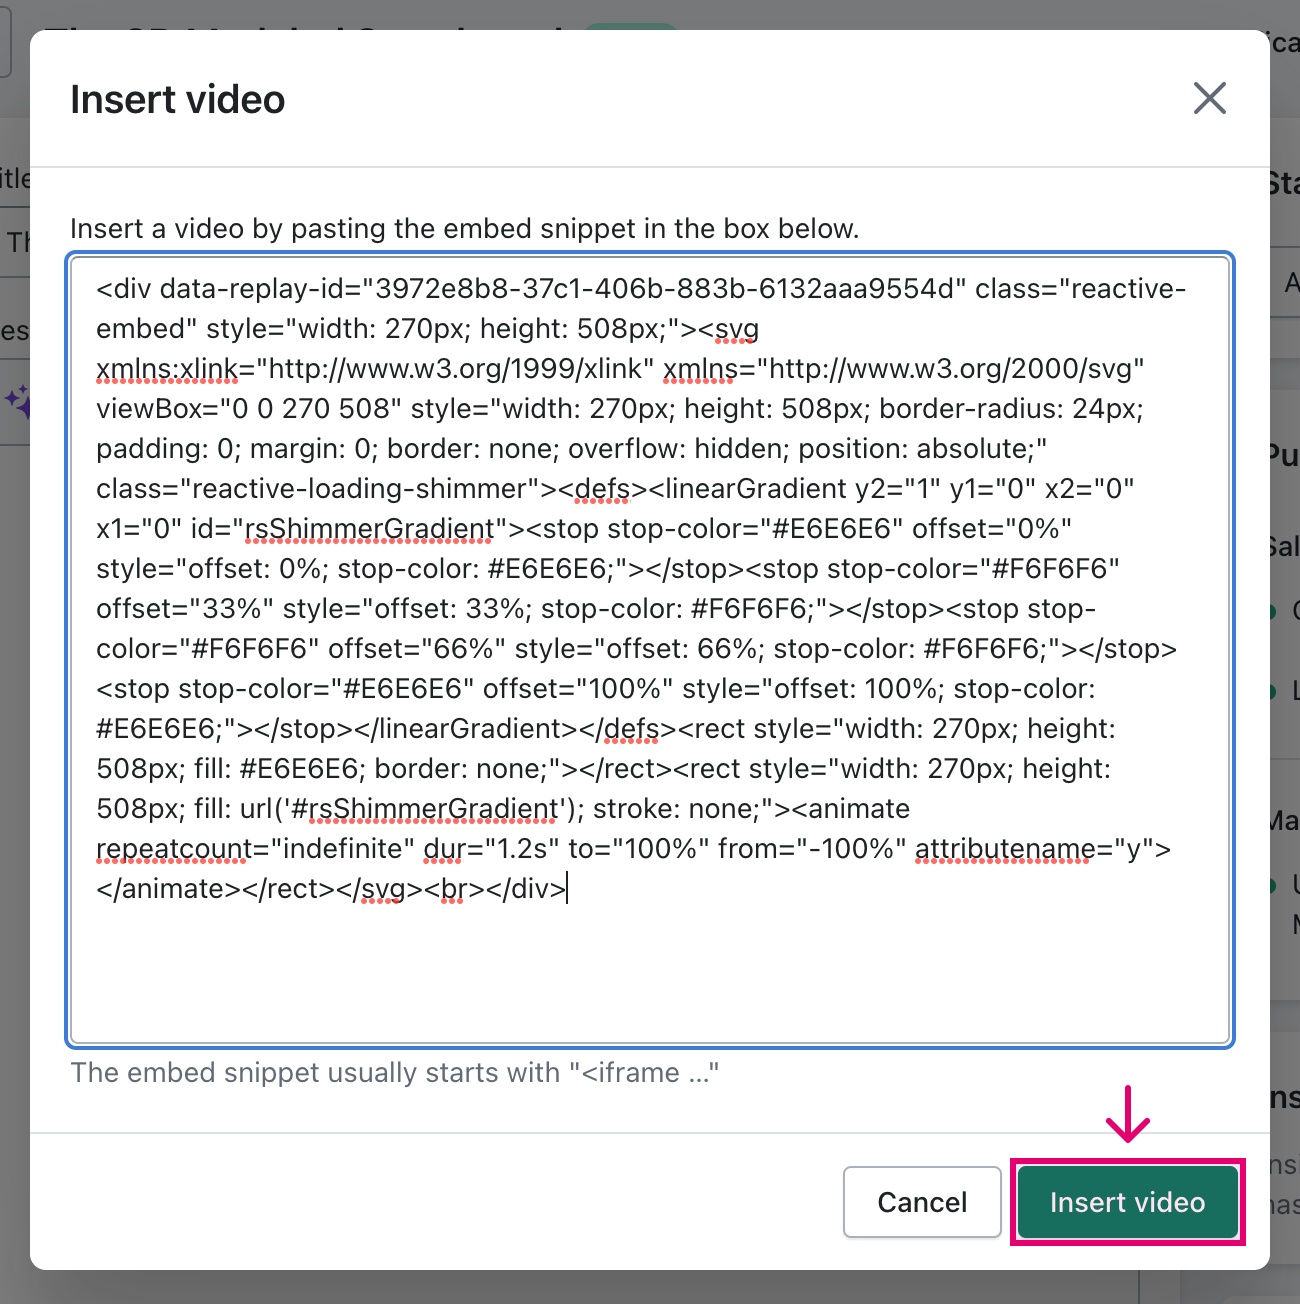 Insert video
Insert a video by pasting the embed snippet in the box below.
<div data-replay-id="3972e8b8-37c1-406b-883b-6132aaa9554d" class="reactive-
embed" style="width: 270px; height: 508px;"><svg
xmlns:xlink="http://www.w3.org/1999/xlink" xmlns="http://www.w3.org/2000/svg"
viewBox="0 0 270 508" style="width: 270px; height: 508px; border-radius: 24px;
padding: 0; margin: 0; border: none; overflow: hidden; position: absolute;"
class="reactive-loading-shimmer"><defs><linearGradient y2="1" y1="0" x2="0"
x1="0" id="rsShimmerGradient"><stop stop-color="#E6E6E6" offset="0%"
style="offset: 0%; stop-color: #E6E6E6;"></stop><stop stop-color="#F6F6F6"
offset="33%" style="offset: 33%; stop-color: #F6F6F6;"></stop><stop stop-
color="#F6F6F6" offset="66%" style="offset: 66%; stop-color: #F6F6F6;"></stop>
<stop stop-color="#E6E6E6" offset="100%" style="offset: 100%; stop-color:
#E6E6E6;"></stop></linearGradient></defs><rect style="width: 270px; height:
508px; fill: #E6E6E6; border: none;"></rect><rect style="width: 270px; height:
508px; fill: url('#rsShimmerGradient'); stroke: none;"><animate
repeatcount="indefinite" dur="1.2s" to="100%" from="-100%" attributename="y">
</animate></rect></svg><br></div>
The embed snippet usually starts with "<iframe ..."
Cancel
Insert video